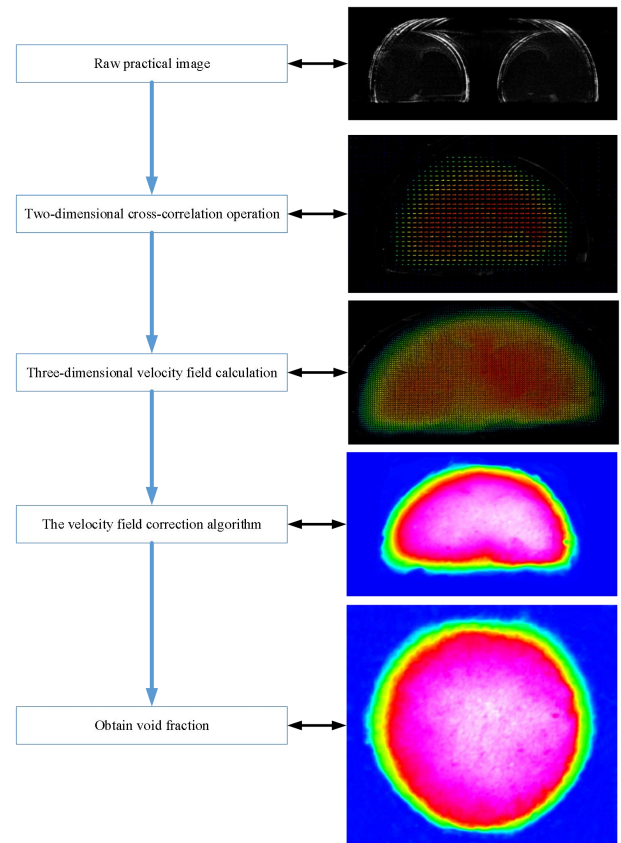 Raw practical image
Two-dimensional cross-correlation operation
Three-dimensional velocity field calculation
The velocity field correction algorithm
Obtain void fraction